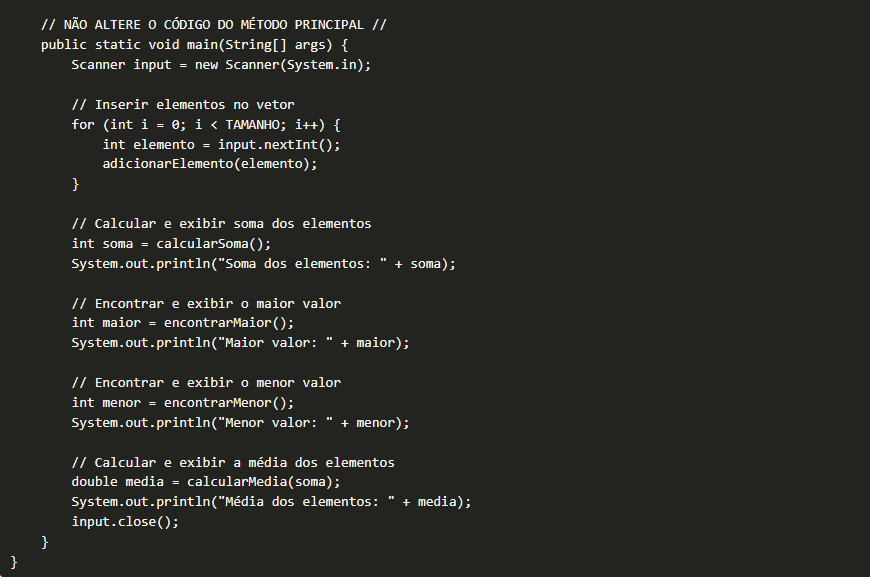 // NÃO ALTERE O CÓDIGO DO MÉTODO PRINCIPAL //
public static void main(String[] args) {
Scanner input = new Scanner(System.in);
// Inserir elementos no vetor
for (int i = 0; i < TAMANHO; i++) {
int elemento = input.nextInt();
adicionarElemento(elemento);
}
// Calcular e exibir soma dos elementos
int soma = calcularSoma();
System.out.println("Soma dos elementos: " + soma);
// Encontrar e exibir o maior valor
int maior = encontrarMaior();
System.out.println("Maior valor: " + maior);
// Encontrar e exibir o menor valor
int menor = encontrarMenor();
System.out.println("Menor valor: " + menor);
// Calcular e exibir a média dos elementos
double media = calcularMedia(soma);
System.out.println("Média dos elementos: " + media);
input.close();
}
}